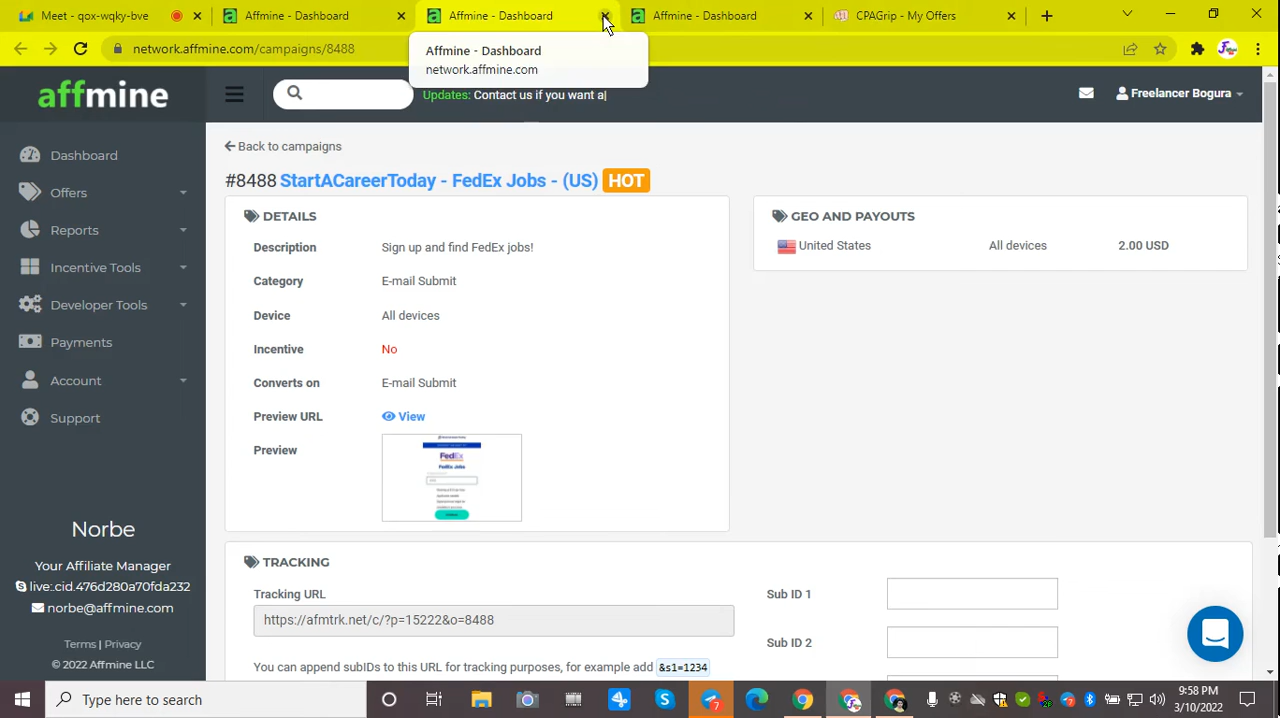 Meet - qox-wqky-bve
Affmine - Dashboard
Affmine - Dashboard
Affmine - Dashboard
CPAGrip - My Offers
network.affmine.com/campaigns/8488
Affmine - Dashboard
network.affmine.com
affmine
Updates: Contact us if you want a|
Freelancer Bogura
Dashboard
Offers
Reports
Incentive Tools
Developer Tools
Payments
Account
Support
Norbe
Your Affiliate Manager
live:.cid.476d280a70fda232
norbe@affmine.com
Terms | Privacy
© 2022 Affmine LLC
Back to campaigns
#8488 StartACareerToday - FedEx Jobs - (US) HOT
DETAILS
Description Sign up and find FedEx jobs!
Category E-mail Submit
Device All devices
Incentive No
Converts on E-mail Submit
Preview URL View
Preview
FedEx
FedEx Jobs
GEO AND PAYOUTS
United States All devices 2.00 USD
TRACKING
Tracking URL
https://afmtrk.net/c/?p=15222&o=8488
You can append subIDs to this URL for tracking purposes, for example add &s1=1234
Sub ID 1
Sub ID 2
Type here to search
7
9:58 PM
3/10/2022